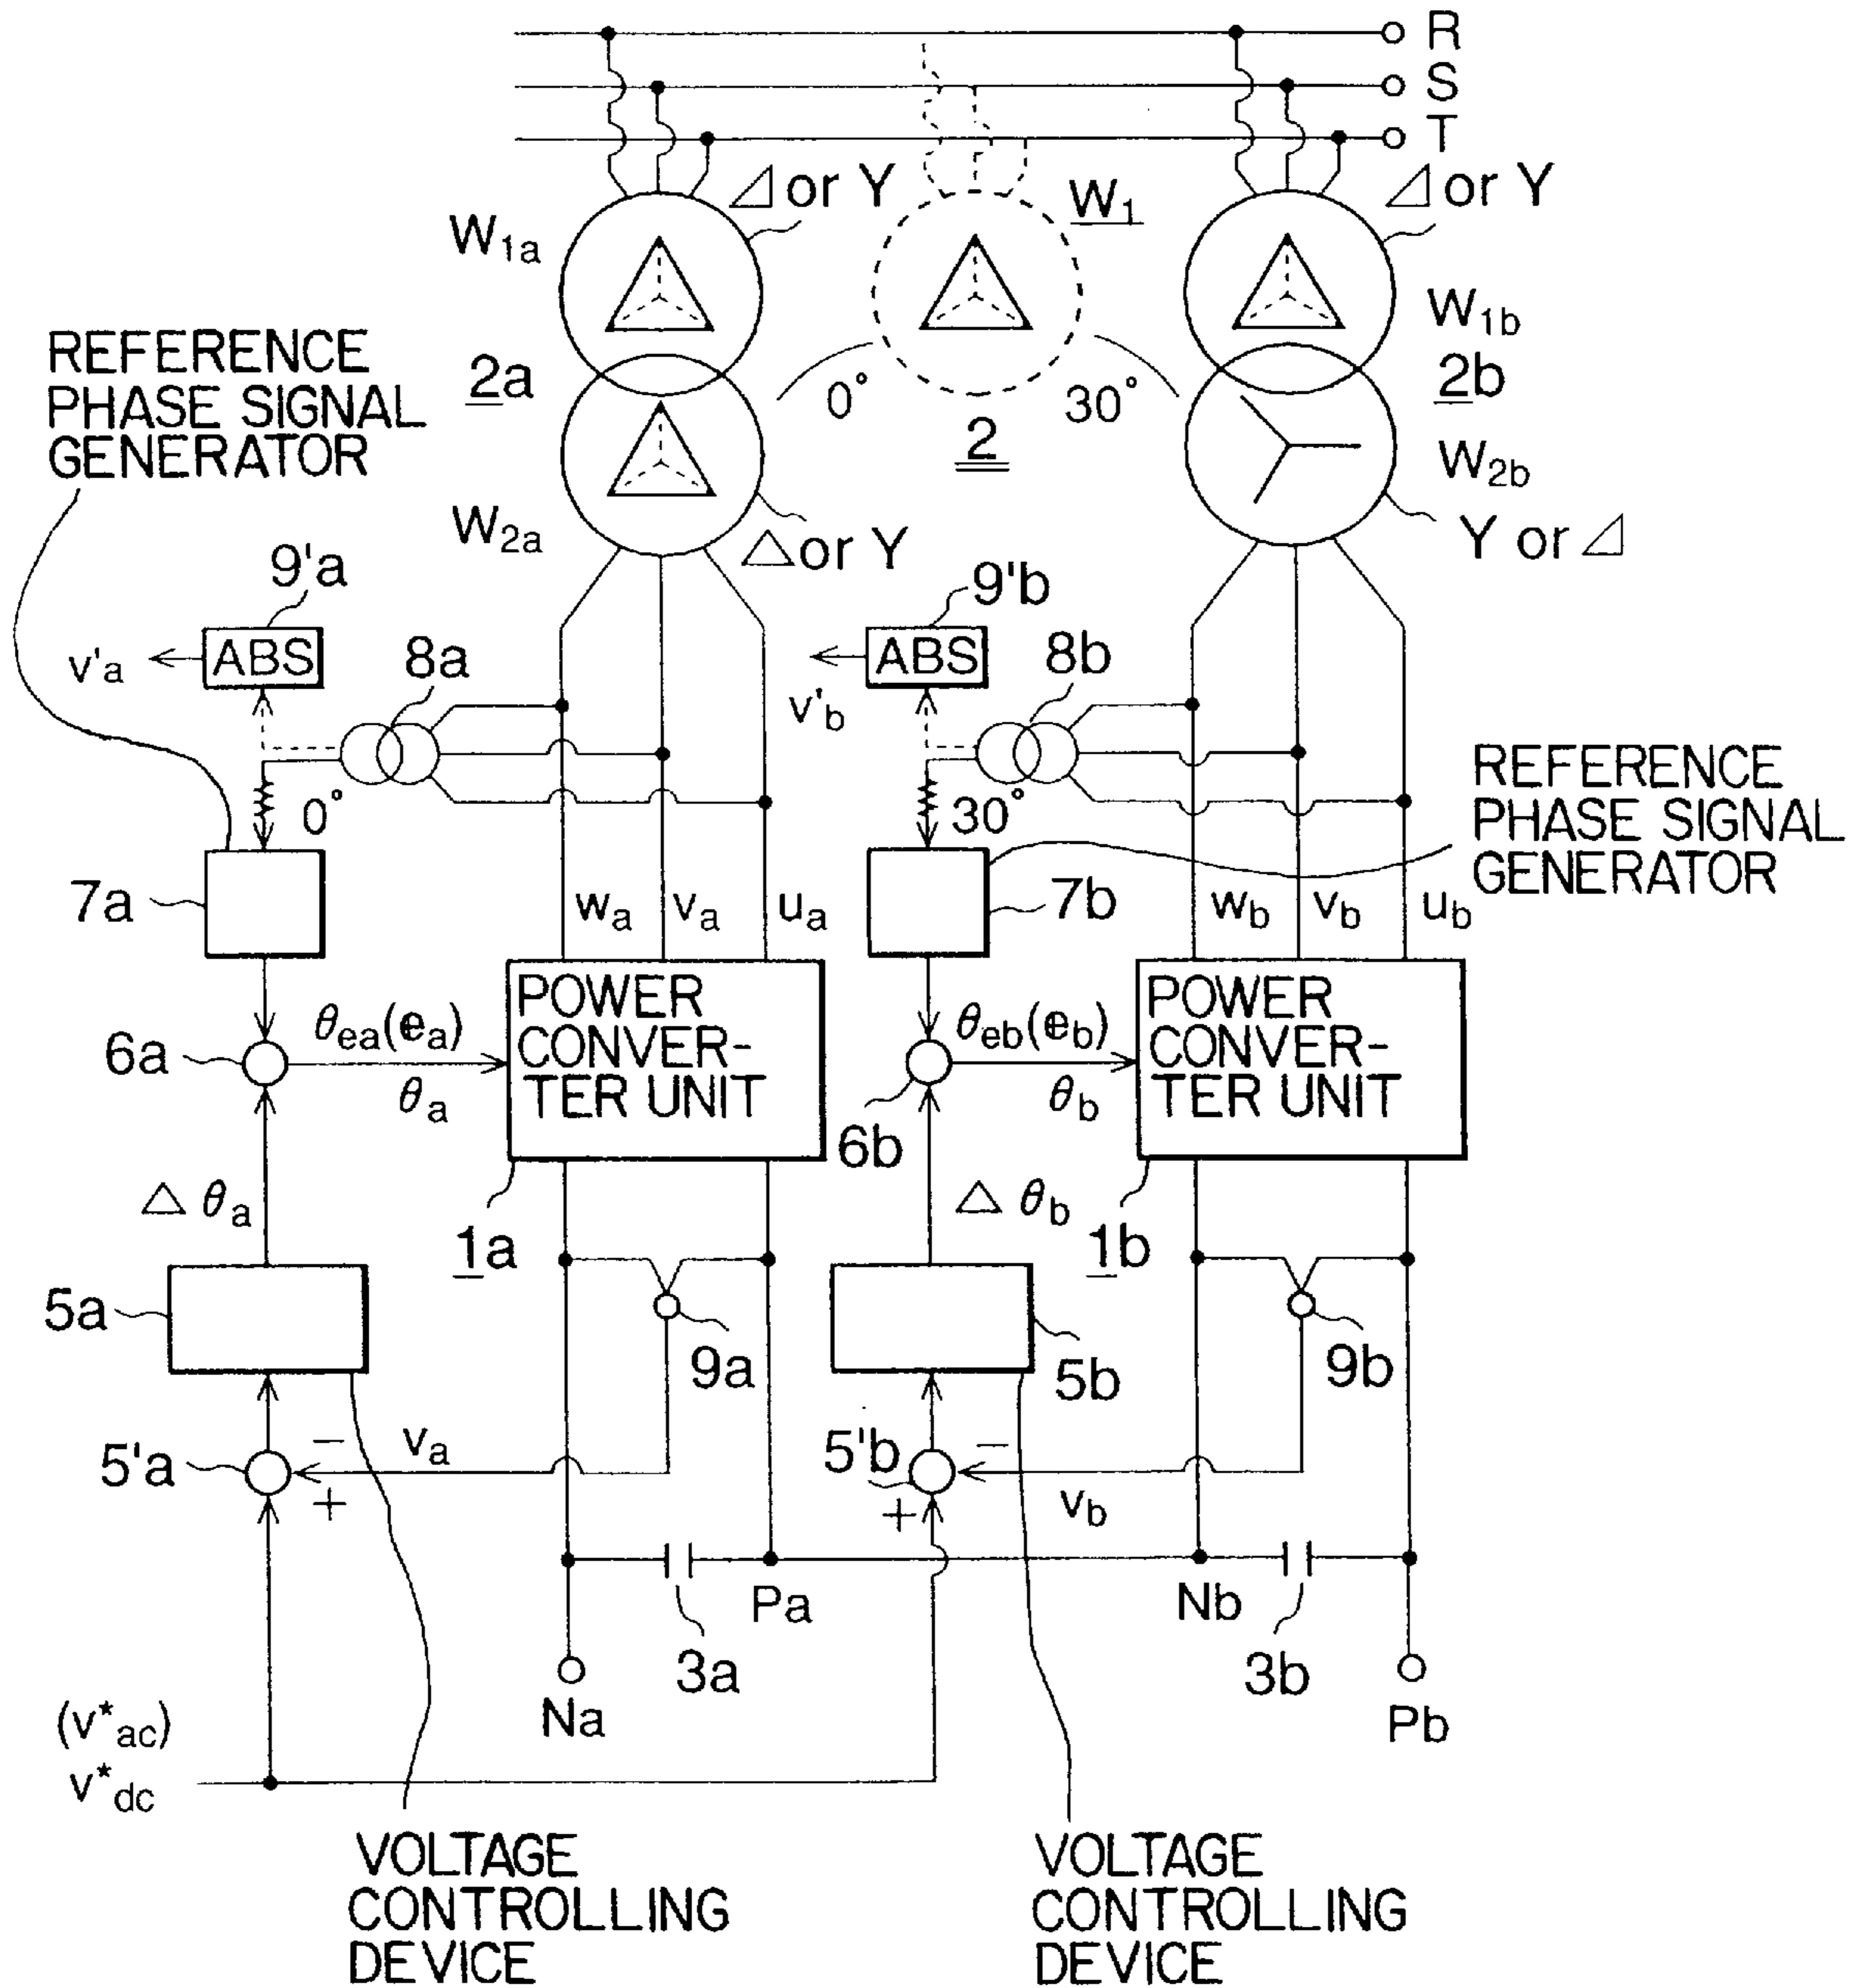 R
S
T
⊿ or Y
W1a
W1
⊿ or Y
W1b
REFERENCE
PHASE SIGNAL
GENERATOR
2a
0°
30°
2
2b
W2a
△ or Y
W2b
Y or ⊿
9'a
ABS
v'a
8a
9'b
ABS
v'b
8b
0°
30°
REFERENCE
PHASE SIGNAL
GENERATOR
7a
wa
va
ua
7b
wb
vb
ub
6a
θea(ea)
θa
POWER
CONVER-
TER UNIT
6b
θeb(eb)
θb
POWER
CONVER-
TER UNIT
△ θa
1a
△ θb
1b
5a
9a
5b
9b
5'a
−
+
va
5'b
−
+
vb
Pa
Nb
3a
3b
Na
Pb
(v*ac)
v*dc
VOLTAGE
CONTROLLING
DEVICE
VOLTAGE
CONTROLLING
DEVICE